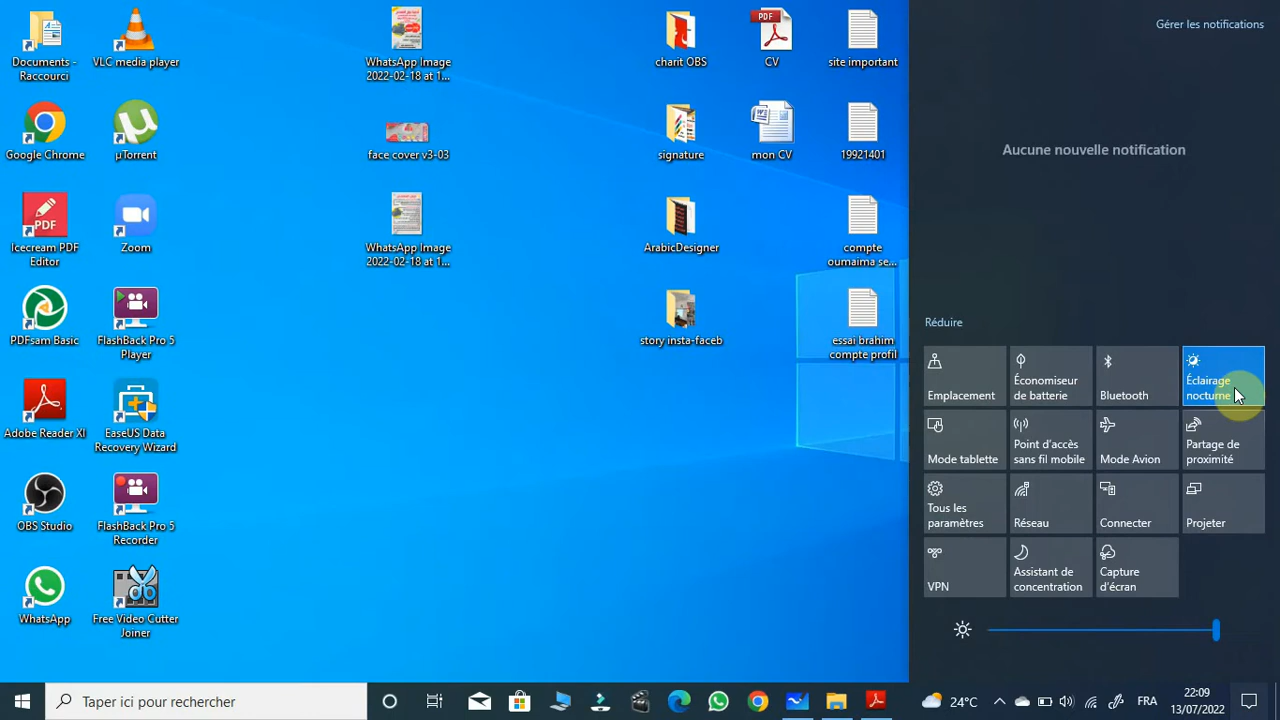 Documents -
Raccourci
VLC media player
WhatsApp Image
2022-02-18 at 1...
charit OBS
PDF
CV
site important
Gérer les notifications
Google Chrome
µTorrent
face cover v3-03
signature
mon CV
19921401
Aucune nouvelle notification
PDF
Icecream PDF
Editor
Zoom
WhatsApp Image
2022-02-18 at 1...
ArabicDesigner
compte
oumaima se...
PDFsam Basic
FlashBack Pro 5
Player
story insta-faceb
essai brahim
compte profil
Réduire
Emplacement
Économiseur
de batterie
Bluetooth
Éclairage
nocturne
Adobe Reader XI
EaseUS Data
Recovery Wizard
Mode tablette
Point d'accès
sans fil mobile
Mode Avion
Partage de
proximité
OBS Studio
FlashBack Pro 5
Recorder
Tous les
paramètres
Réseau
Connecter
Projeter
WhatsApp
Free Video Cutter
Joiner
VPN
Assistant de
concentration
Capture
d'écran
Taper ici pour rechercher
24°C
FRA
22:09
13/07/2022